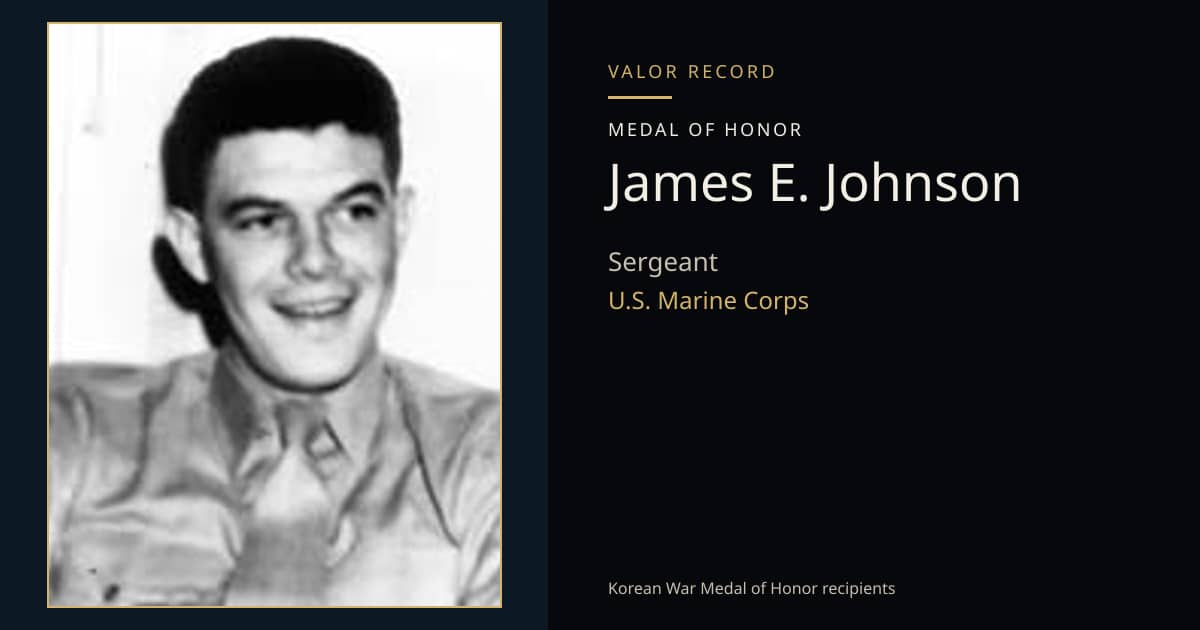 VALOR RECORD
MEDAL OF HONOR
James E. Johnson
Sergeant
U.S. Marine Corps
Korean War Medal of Honor recipients